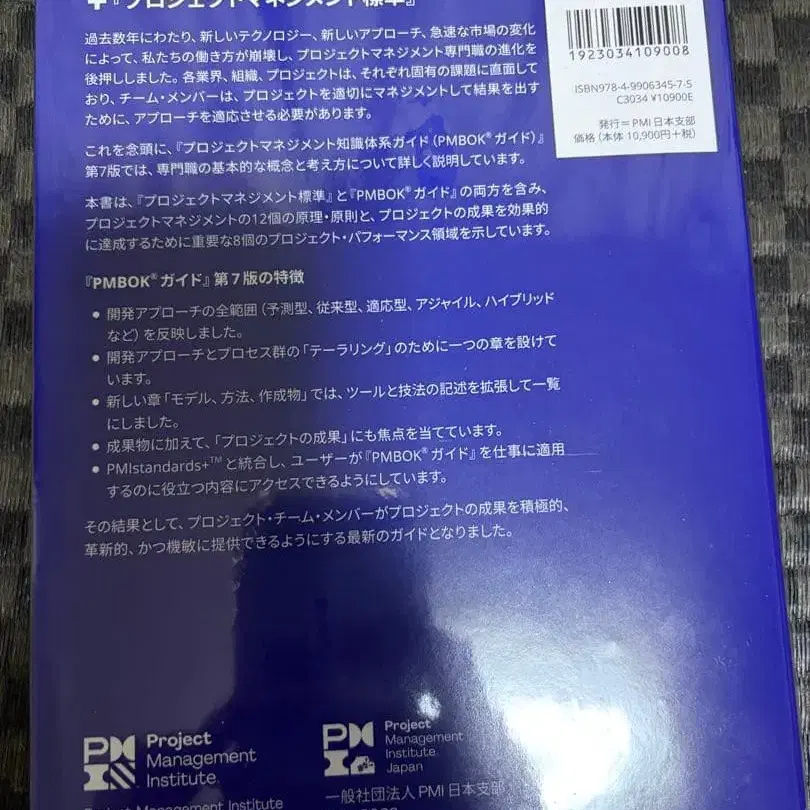 +『プロジェクトマネジメント標準』
過去数年にわたり、新しいテクノロジー、新しいアプローチ、急速な市場の変化
によって、私たちの働き方が崩壊し、プロジェクトマネジメント専門職の進化を
後押ししました。各業界、組織、プロジェクトは、それぞれ固有の課題に直面して
おり、チーム・メンバーは、プロジェクトを適切にマネジメントして結果を出す
ために、アプローチを適応させる必要があります。
これを念頭に、『プロジェクトマネジメント知識体系ガイド（PMBOK®ガイド）』
第7版では、専門職の基本的な概念と考え方について詳しく説明しています。
本書は、『プロジェクトマネジメント標準』と『PMBOK®ガイド』の両方を含み、
プロジェクトマネジメントの12個の原理・原則と、プロジェクトの成果を効果的
に達成するために重要な8個のプロジェクト・パフォーマンス領域を示しています。
『PMBOK®ガイド』第7版の特徴
● 開発アプローチの全範囲（予測型、従来型、適応型、アジャイル、ハイブリッド
など）を反映しました。
● 開発アプローチとプロセス群の「テーラリング」のために一つの章を設けて
います。
● 新しい章「モデル、方法、作成物」では、ツールと技法の記述を拡張して一覧
にしました。
● 成果物に加えて、「プロジェクトの成果」にも焦点を当てています。
● PMIstandards+™と統合し、ユーザーが『PMBOK®ガイド』を仕事に適用
するのに役立つ内容にアクセスできるようにしています。
その結果として、プロジェクト・チーム・メンバーがプロジェクトの成果を積極的、
革新的、かつ機敏に提供できるようにする最新のガイドとなりました。
1923034109008
ISBN978-4-9906345-7-5
C3034 ¥10900E
発行＝PMI日本支部
価格（本体10,900円＋税）
Project
Management
Institute.
Project Management Institute
Project
Management
Institute.
Japan
一般社団法人 PMI 日本支部